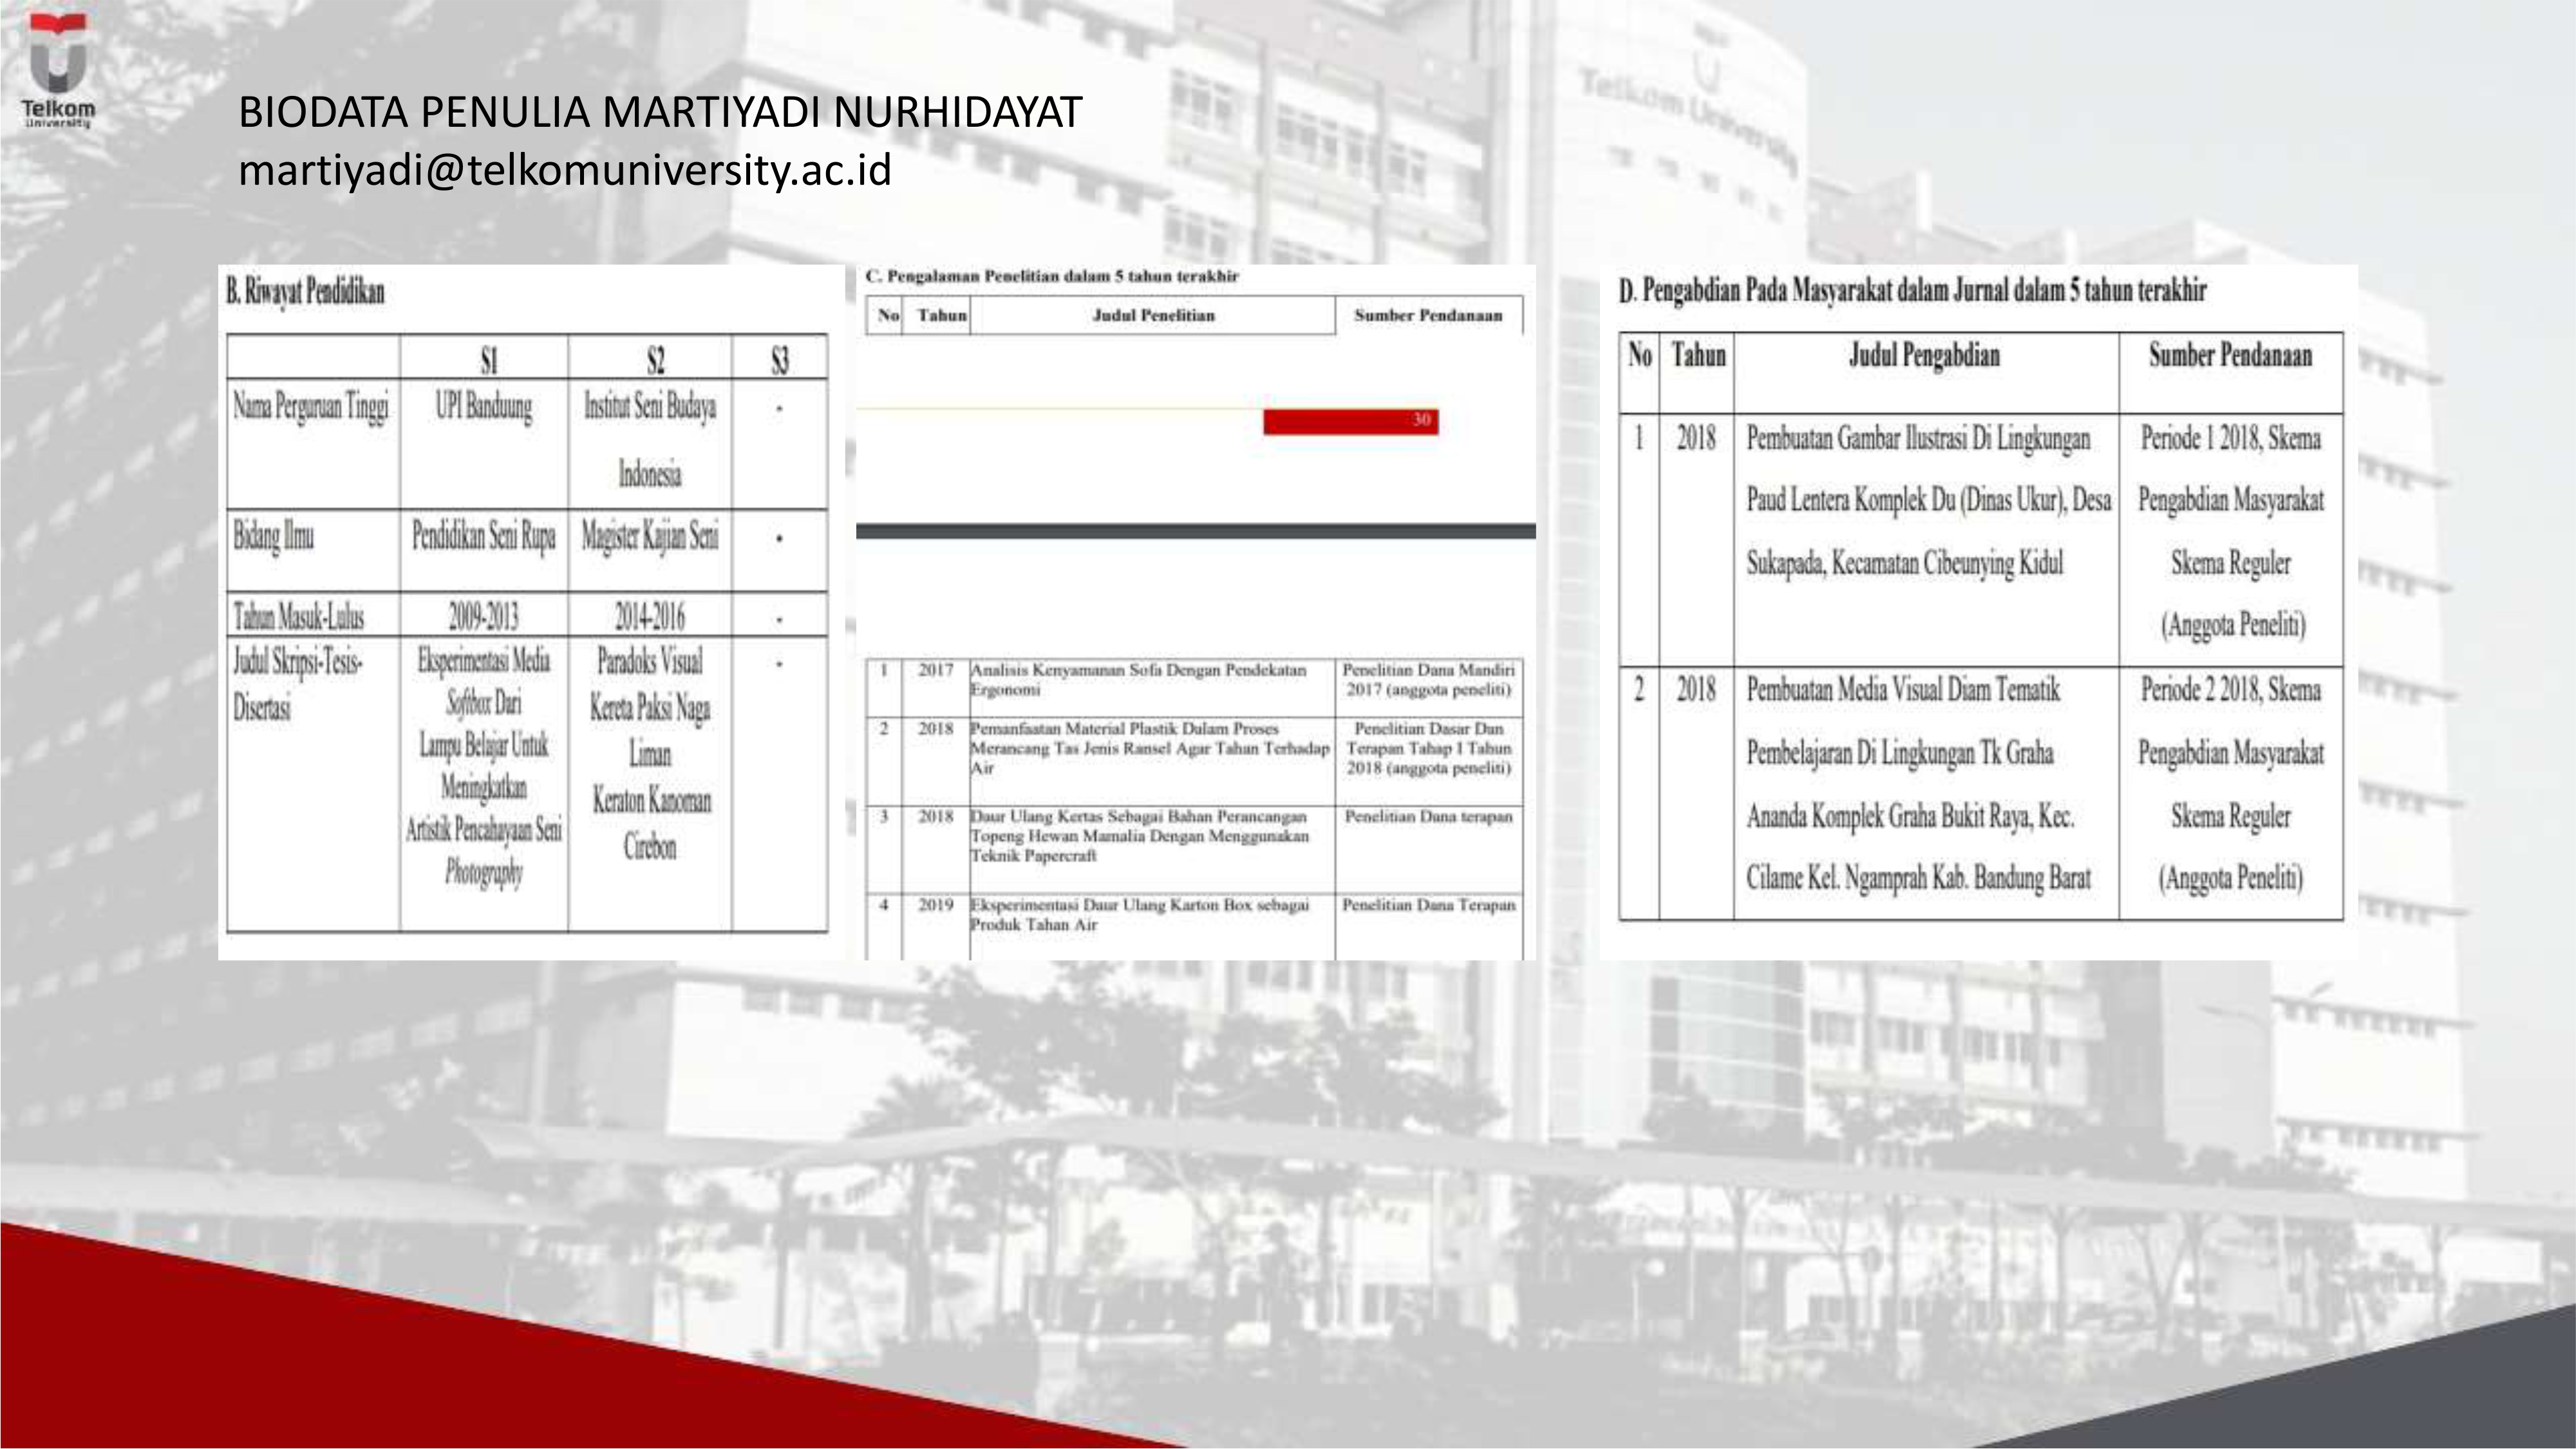 Telkom
University
Telkom University
BIODATA PENULIA MARTIYADI NURHIDAYAT
martiyadi@telkomuniversity.ac.id
B. Riwayat Pendidikan
S1 S2 S3
Nama Perguruan Tinggi UPI Banduung Institut Seni Budaya -
Indonesia
Bidang Ilmu Pendidikan Seni Rupa Magister Kajian Seni -
Tahun Masuk-Lulus 2009-2013 2014-2016 -
Judul Skripsi-Tesis- Eksperimentasi Media Paradoks Visual -
Disertasi Softbox Dari Kereta Paksi Naga
Lampu Belajar Untuk Liman
Meningkatkan Keraton Kanoman
Artistik Pencahayaan Seni Cirebon
Photography
C. Pengalaman Penelitian dalam 5 tahun terakhir
No Tahun Judul Penelitian Sumber Pendanaan
30
1 2017 Analisis Kenyamanan Sofa Dengan Pendekatan Penelitian Dana Mandiri
Ergonomi 2017 (anggota peneliti)
2 2018 Pemanfaatan Material Plastik Dalam Proses Penelitian Dasar Dan
Merancang Tas Jenis Ransel Agar Tahan Terhadap Terapan Tahap I Tahun
Air 2018 (anggota peneliti)
3 2018 Daur Ulang Kertas Sebagai Bahan Perancangan Penelitian Dana terapan
Topeng Hewan Mamalia Dengan Menggunakan
Teknik Papercraft
4 2019 Eksperimentasi Daur Ulang Karton Box sebagai Penelitian Dana Terapan
Produk Tahan Air
D. Pengabdian Pada Masyarakat dalam Jurnal dalam 5 tahun terakhir
No Tahun Judul Pengabdian Sumber Pendanaan
1 2018 Pembuatan Gambar Ilustrasi Di Lingkungan Periode 1 2018, Skema
Paud Lentera Komplek Du (Dinas Ukur), Desa Pengabdian Masyarakat
Sukapada, Kecamatan Cibeunying Kidul Skema Reguler
(Anggota Peneliti)
2 2018 Pembuatan Media Visual Diam Tematik Periode 2 2018, Skema
Pembelajaran Di Lingkungan Tk Graha Pengabdian Masyarakat
Ananda Komplek Graha Bukit Raya, Kec. Skema Reguler
Cilame Kel. Ngamprah Kab. Bandung Barat (Anggota Peneliti)